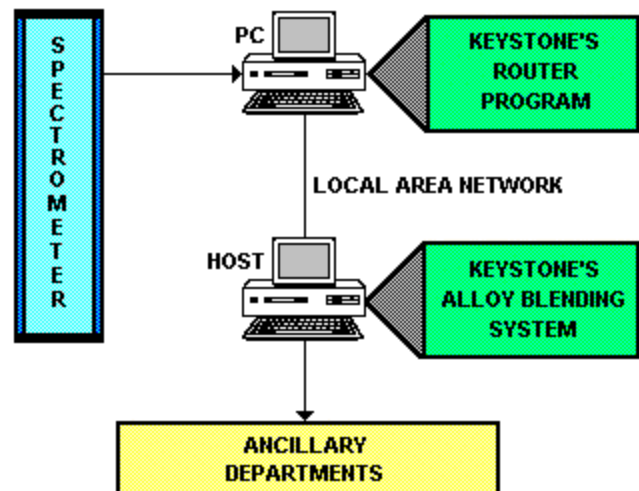 SPECTROMETER
PC
KEYSTONE'S
ROUTER
PROGRAM
LOCAL AREA NETWORK
HOST
KEYSTONE'S
ALLOY BLENDING
SYSTEM
ANCILLARY
DEPARTMENTS